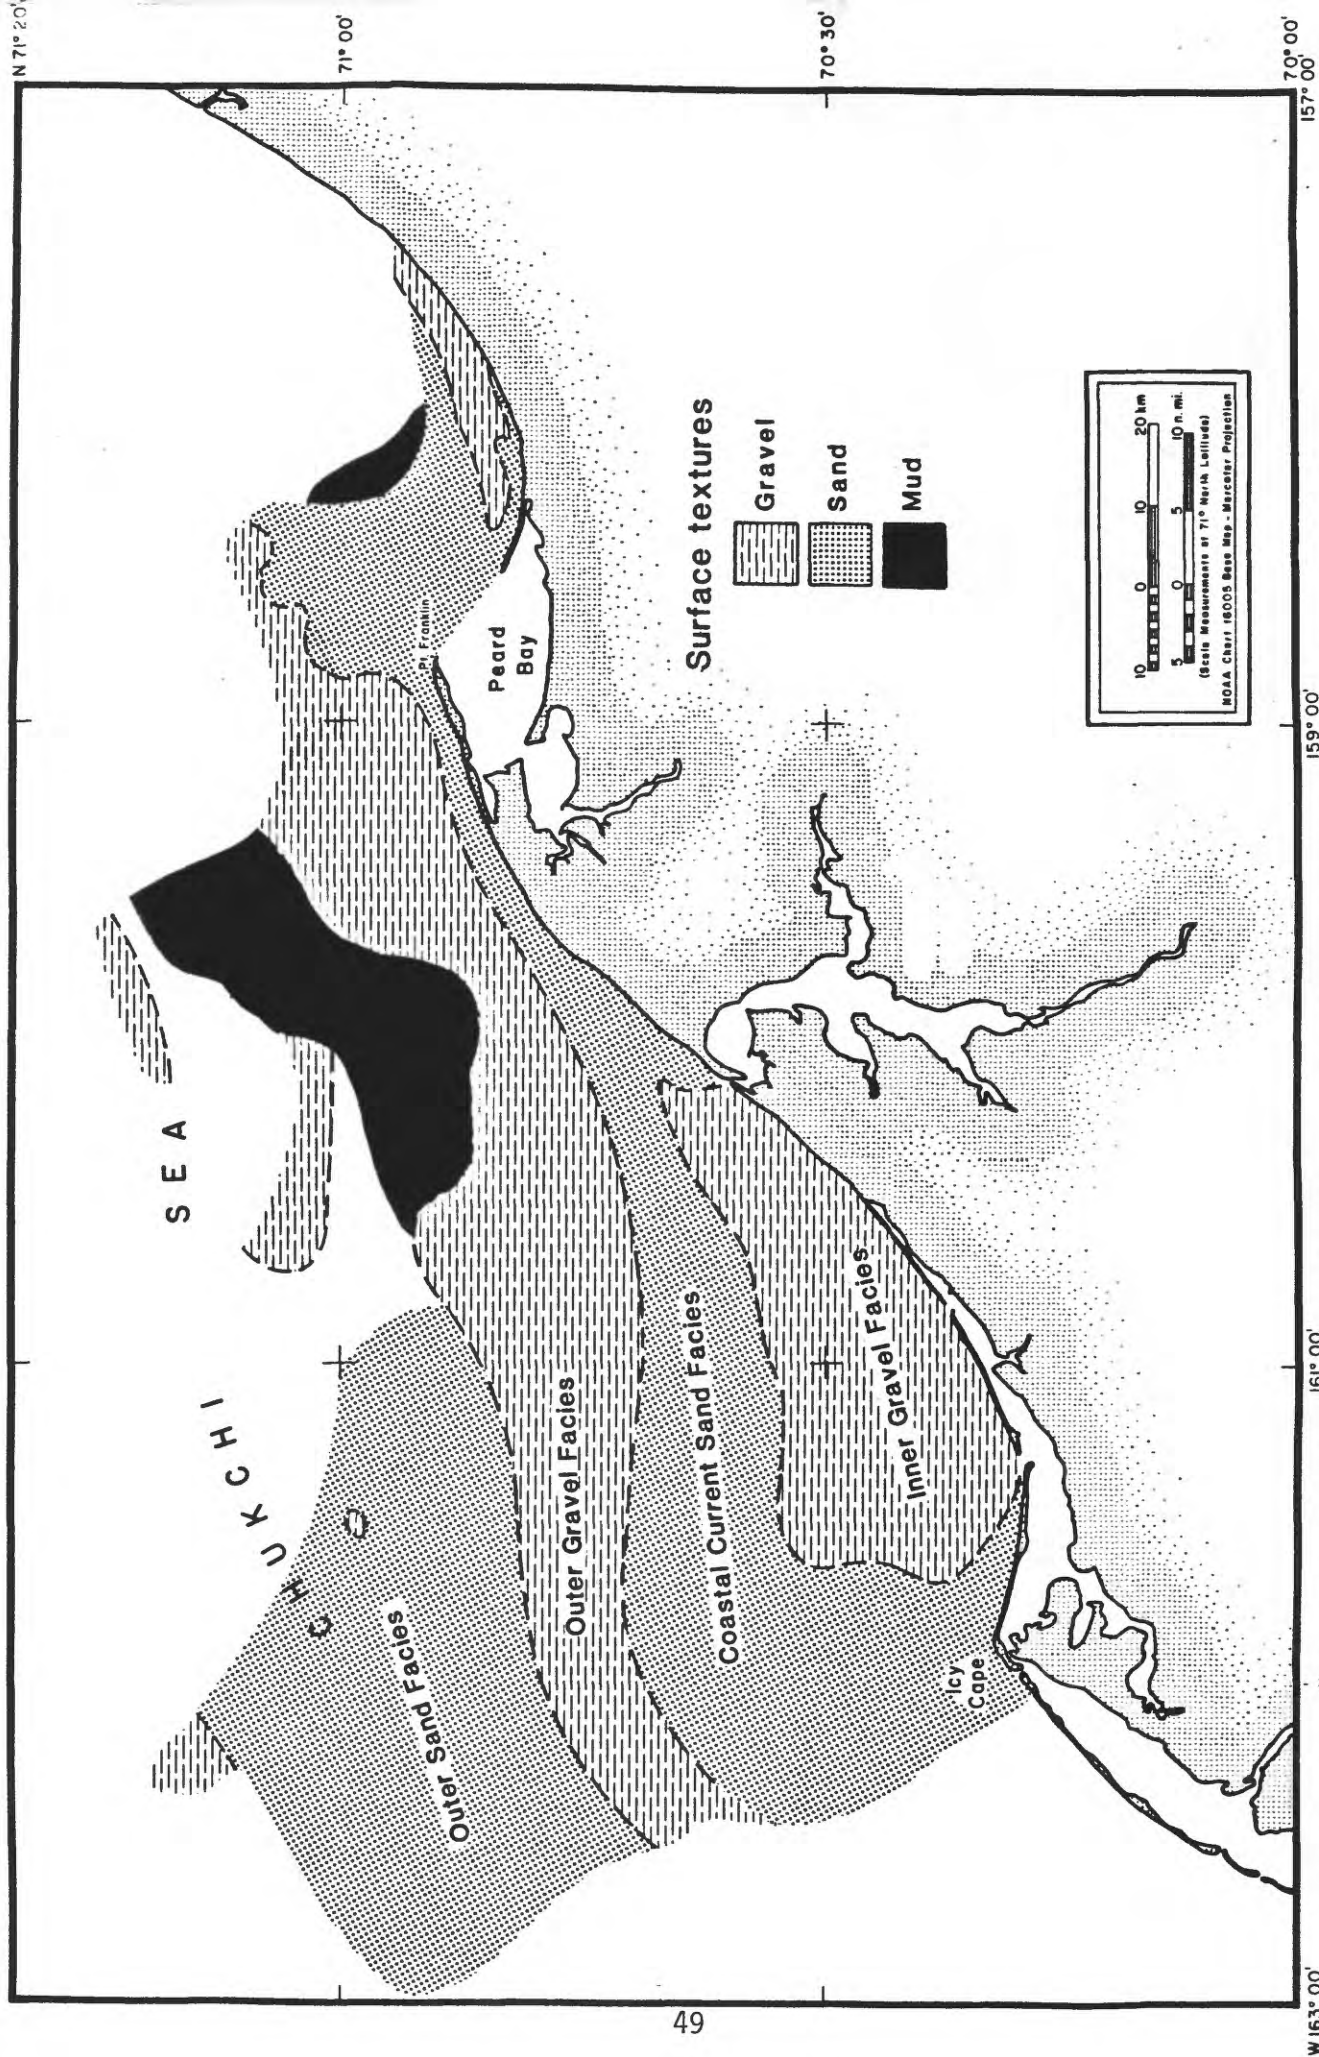 N 71° 20'
71° 00'
70° 30'
70° 00'
157° 00'
159° 00'
161° 00'
W 163° 00'
CHUKCHI
SEA
Pt. Franklin
Peard
Bay
Icy
Cape
Outer Sand Facies
Outer Gravel Facies
Coastal Current Sand Facies
Inner Gravel Facies
Surface textures
Gravel
Sand
Mud
10 0 10 20 km
5 0 5 10 n. mi.
(Scale Measurements at 71° North Latitude)
NOAA Chart 16005 Base Map - Mercator Projection
49